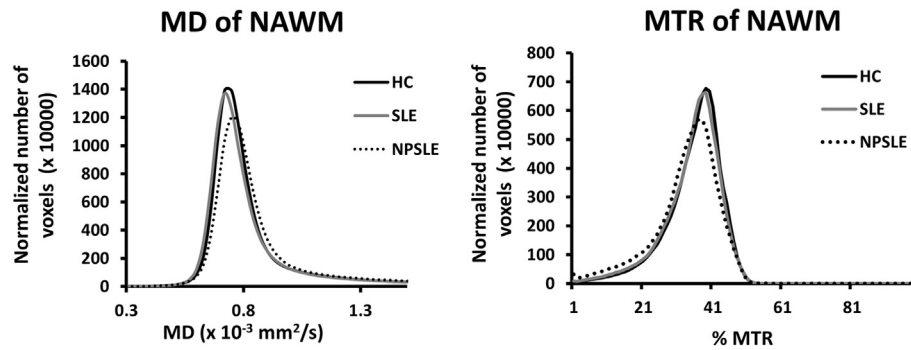 MD of NAWM
Normalized number of
voxels (x 10000)
1600
1400
1200
1000
800
600
400
200
0
HC
SLE
NPSLE
0.3
0.8
1.3
MD (x 10⁻³ mm²/s)
MTR of NAWM
Normalized number of
voxels (x 10000)
800
700
600
500
400
300
200
100
0
HC
SLE
NPSLE
1
21
41
61
81
% MTR